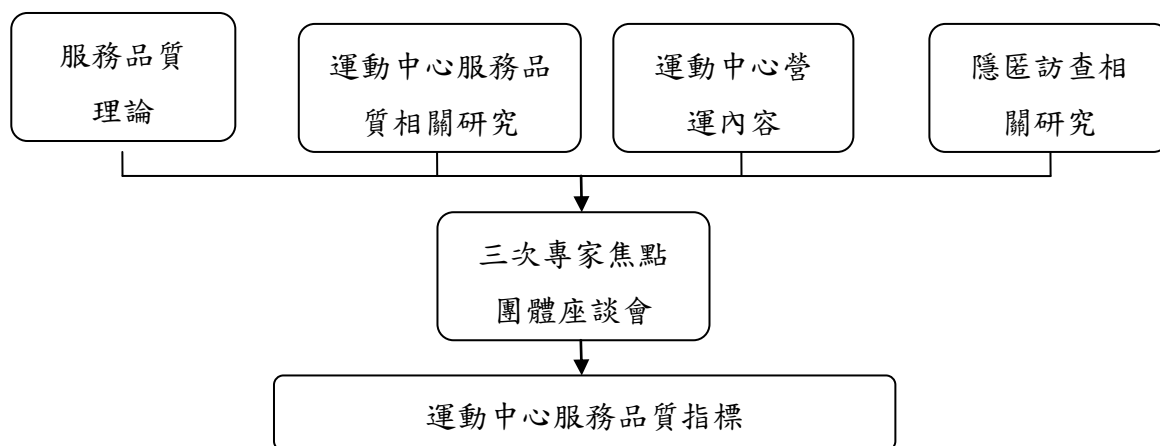 服務品質
理論
運動中心服務品
質相關研究
運動中心營
運內容
隱匿訪查相
關研究
三次專家焦點
團體座談會
運動中心服務品質指標